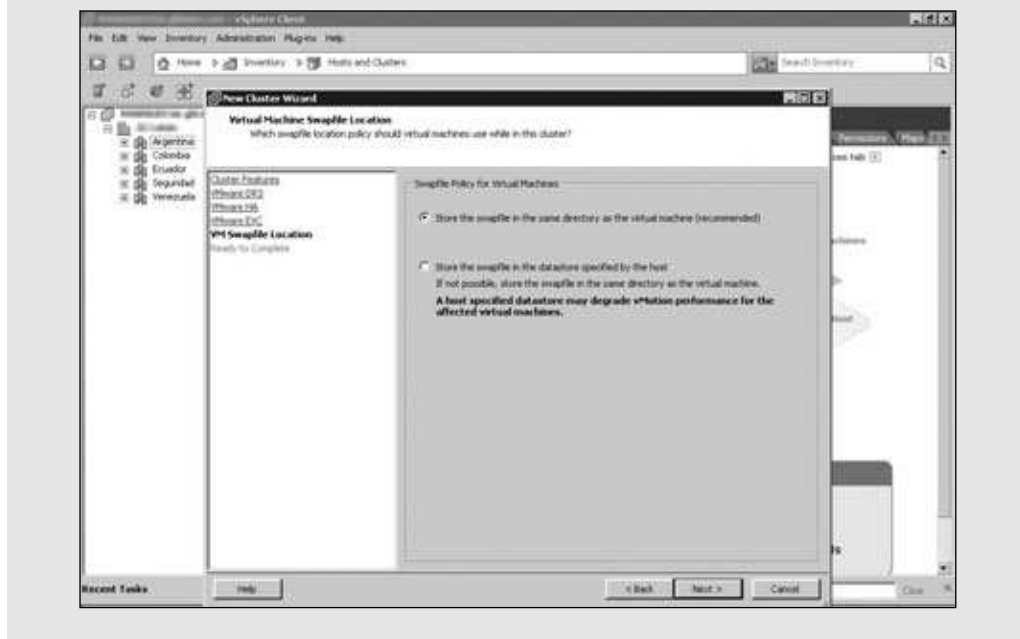 vSphere Client
File Edit View Inventory Administration Plug-ins Help
Home Inventory Hosts and Clusters
Search Inventory
New Cluster Wizard
Virtual Machine Swapfile Location
Which swapfile location policy should virtual machines use while in this cluster?
Argentina
Colombia
Ecuador
Seguridad
Venezuela
Cluster Features
VMware DRS
VMware HA
VMware EVC
VM Swapfile Location
Ready to Complete
Swapfile Policy for Virtual Machines
Store the swapfile in the same directory as the virtual machine (recommended)
Store the swapfile in the datastore specified by the host
If not possible, store the swapfile in the same directory as the virtual machine.
A host specified datastore may degrade vMotion performance for the
affected virtual machines.
Permissions Maps
Recent Tasks
Help
< Back Next > Cancel
Close